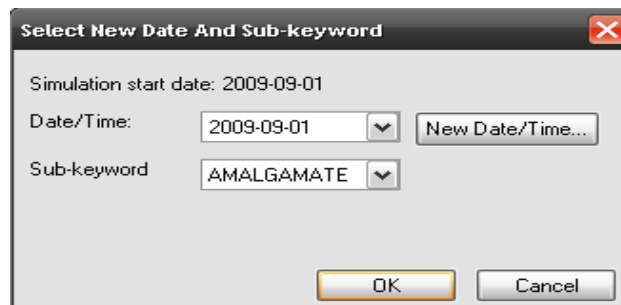 Select New Date And Sub-keyword
Simulation start date: 2009-09-01
Date/Time: 2009-09-01 New Date/Time...
Sub-keyword AMALGAMATE
OK Cancel